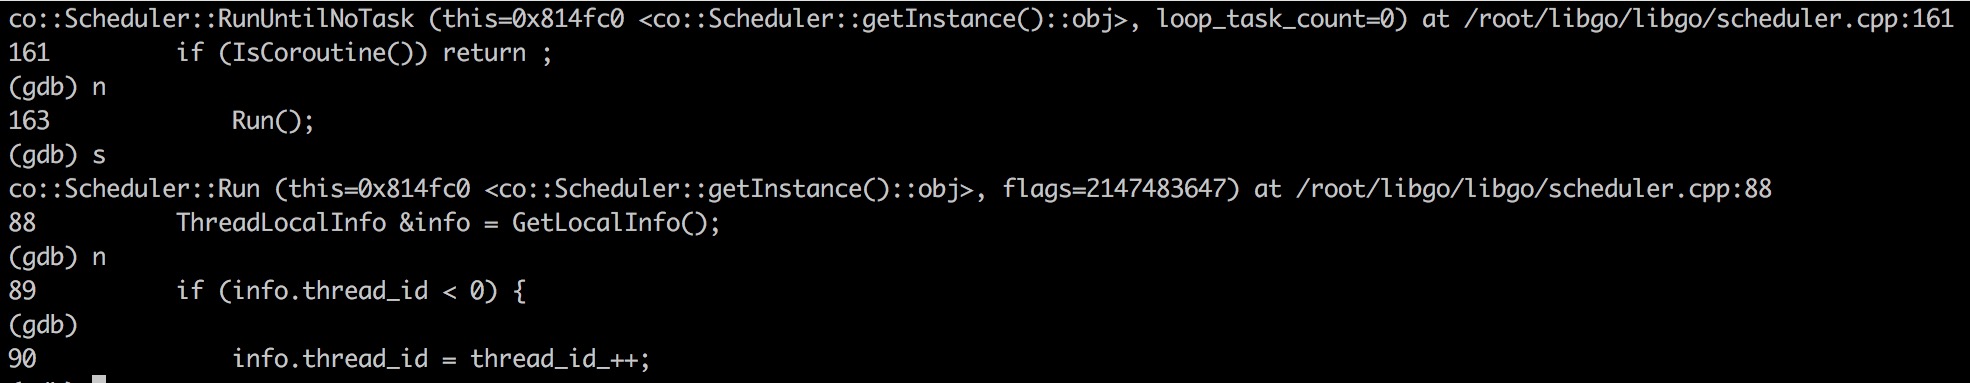 co::Scheduler::RunUntilNoTask (this=0x814fc0 <co::Scheduler::getInstance()::obj>, loop_task_count=0) at /root/libgo/libgo/scheduler.cpp:161
161         if (IsCoroutine()) return ;
(gdb) n
163             Run();
(gdb) s
co::Scheduler::Run (this=0x814fc0 <co::Scheduler::getInstance()::obj>, flags=2147483647) at /root/libgo/libgo/scheduler.cpp:88
88          ThreadLocalInfo &info = GetLocalInfo();
(gdb) n
89          if (info.thread_id < 0) {
(gdb)
90              info.thread_id = thread_id_++;